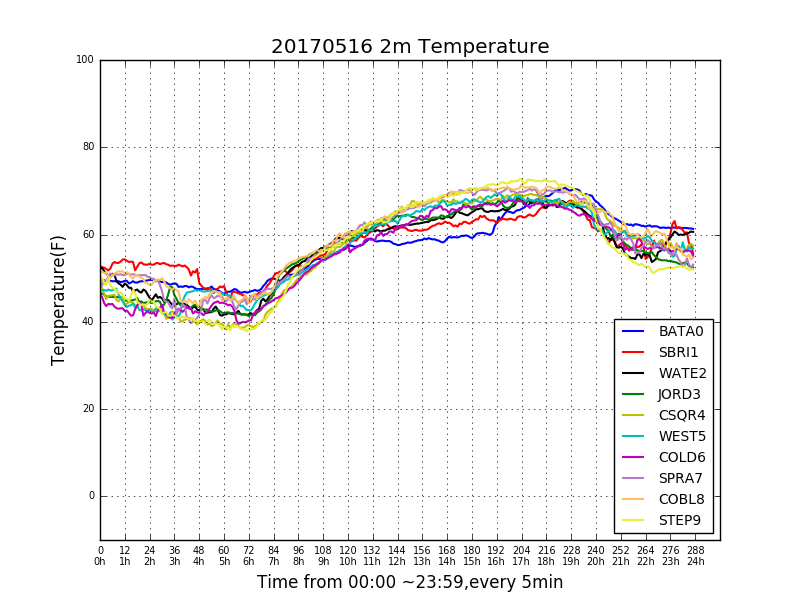 20170516 2m Temperature
Temperature(F)
100
80
60
40
20
0
BATA0
SBRI1
WATE2
JORD3
CSQR4
WEST5
COLD6
SPRA7
COBL8
STEP9
0 12 24 36 48 60 72 84 96 108 120 132 144 156 168 180 192 204 216 228 240 252 264 276 288
0h 1h 2h 3h 4h 5h 6h 7h 8h 9h 10h 11h 12h 13h 14h 15h 16h 17h 18h 19h 20h 21h 22h 23h 24h
Time from 00:00 ~23:59,every 5min